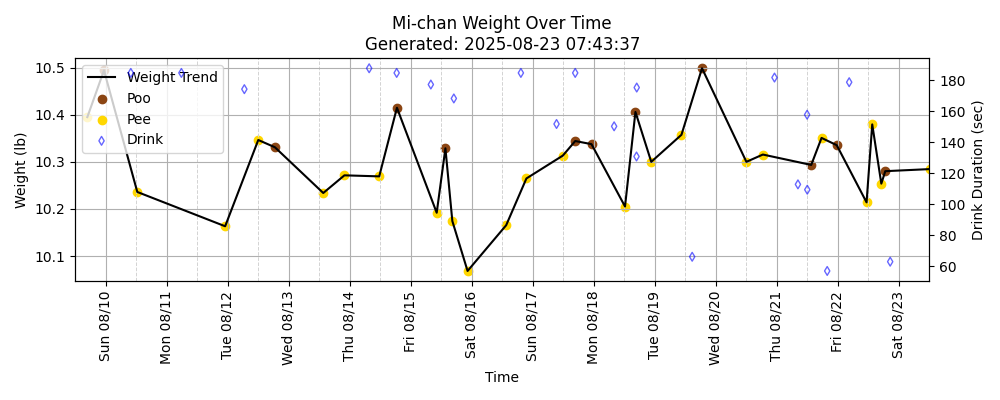 Mi-chan Weight Over Time
Generated: 2025-08-23 07:43:37
Weight (lb)
10.5
10.4
10.3
10.2
10.1
Weight Trend
Poo
Pee
Drink
180
160
140
120
100
80
60
Drink Duration (sec)
Sun 08/10
Mon 08/11
Tue 08/12
Wed 08/13
Thu 08/14
Fri 08/15
Sat 08/16
Sun 08/17
Mon 08/18
Tue 08/19
Wed 08/20
Thu 08/21
Fri 08/22
Sat 08/23
Time